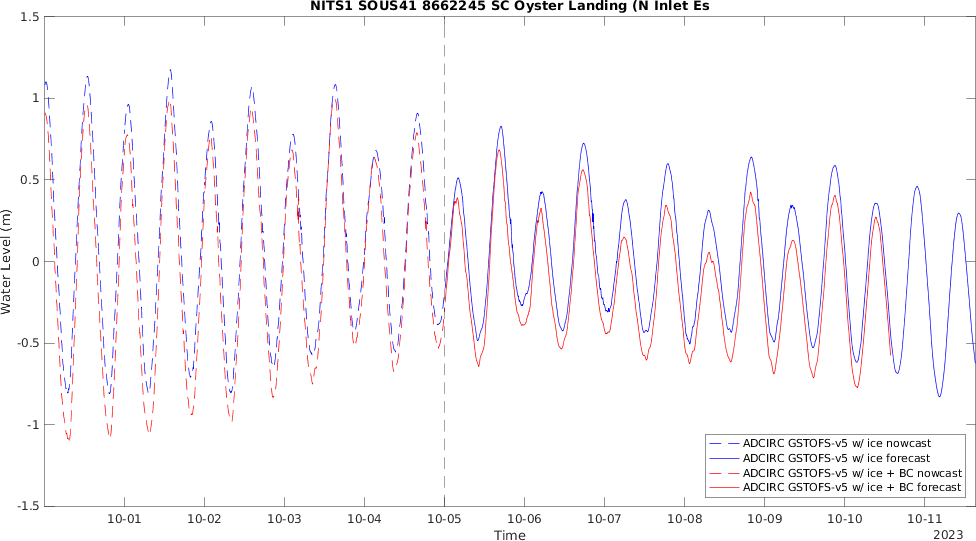 NITS1 SOUS41 8662245 SC Oyster Landing (N Inlet Es
1.5
1
0.5
0
-0.5
-1
-1.5
Water Level (m)
10-01 10-02 10-03 10-04 10-05 10-06 10-07 10-08 10-09 10-10 10-11
Time
2023
ADCIRC GSTOFS-v5 w/ ice nowcast
ADCIRC GSTOFS-v5 w/ ice forecast
ADCIRC GSTOFS-v5 w/ ice + BC nowcast
ADCIRC GSTOFS-v5 w/ ice + BC forecast